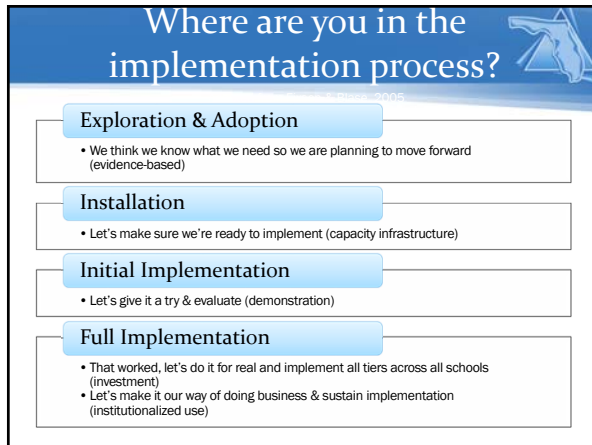 Where are you in the
implementation process?
& Blase, 2005
Exploration & Adoption
• We think we know what we need so we are planning to move forward
(evidence-based)
Installation
• Let's make sure we're ready to implement (capacity infrastructure)
Initial Implementation
• Let's give it a try & evaluate (demonstration)
Full Implementation
• That worked, let's do it for real and implement all tiers across all schools
(investment)
• Let's make it our way of doing business & sustain implementation
(institutionalized use)